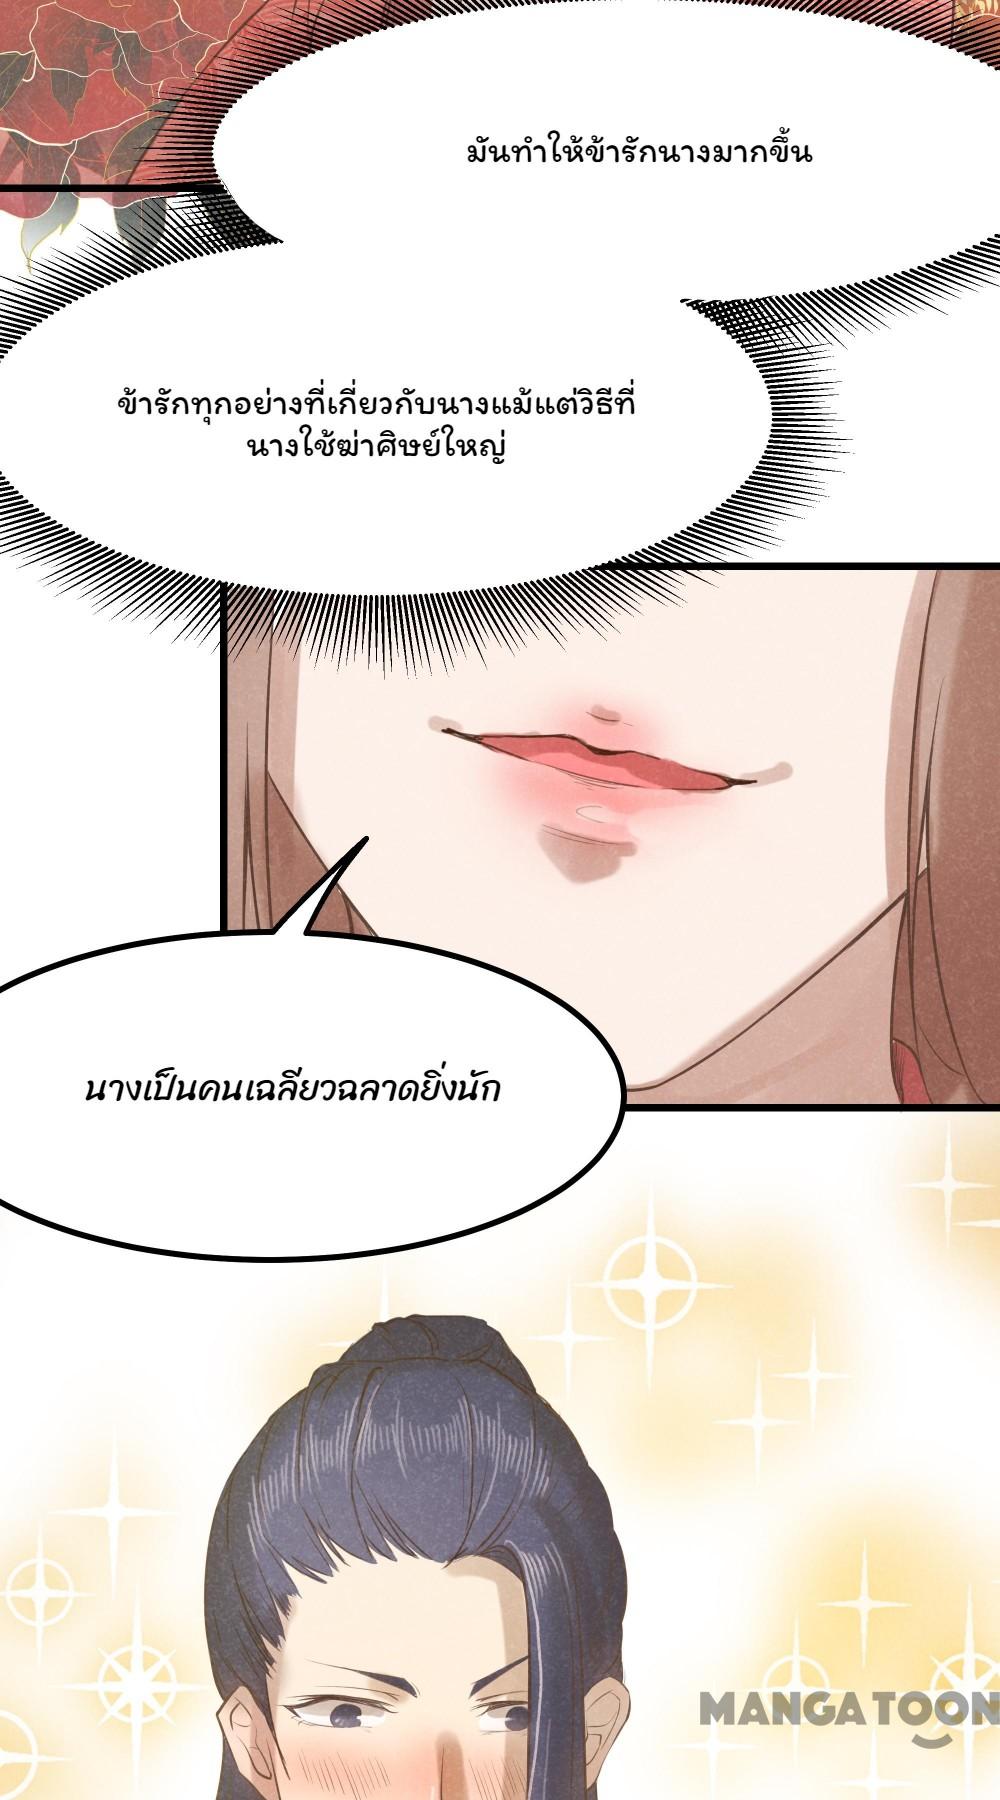 มันทำให้ข้ารักนางมากขึ้น
ข้ารักทุกอย่างที่เกี่ยวกับนางแม้แต่วิธีที่
นางใช้ฆ่าศิษย์ใหญ่
นางเป็นคนเฉลียวฉลาดยิ่งนัก
MANGATOON